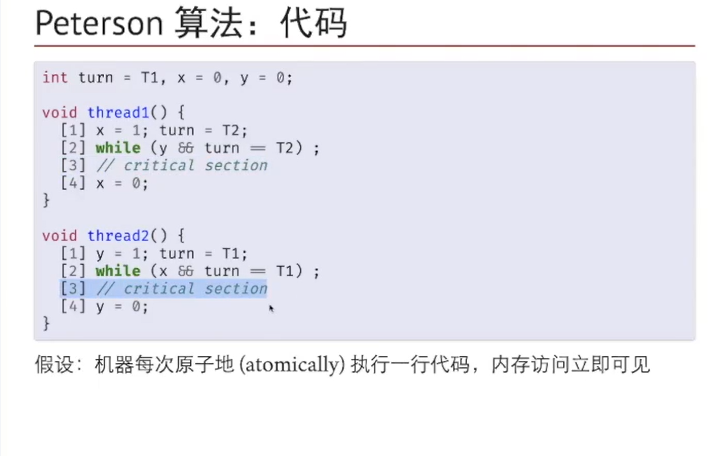 Peterson 算法：代码
int turn = T1, x = 0, y = 0;
void thread1() {
[1] x = 1; turn = T2;
[2] while (y && turn == T2) ;
[3] // critical section
[4] x = 0;
}
void thread2() {
[1] y = 1; turn = T1;
[2] while (x && turn == T1) ;
[3] // critical section
[4] y = 0;
}
假设：机器每次原子地 (atomically) 执行一行代码，内存访问立即可见